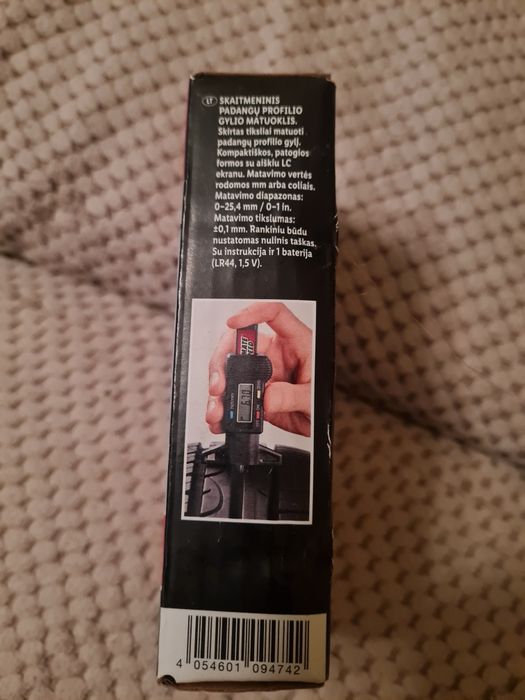 LT SKAITMENINIS
PADANGŲ PROFILIO
GYLIO MATUOKLIS.
Skirtas tiksliai matuoti
padangų profilio gylį.
Kompaktiškos, patogios
formos su aiškiu LC
ekranu. Matavimo vertės
rodomos mm arba coliais.
Matavimo diapazonas:
0–25,4 mm / 0–1 in.
Matavimo tikslumas:
±0,1 mm. Rankiniu būdu
nustatomas nulinis taškas.
Su instrukcija ir 1 baterija
(LR44, 1,5 V).
4 054601 094742